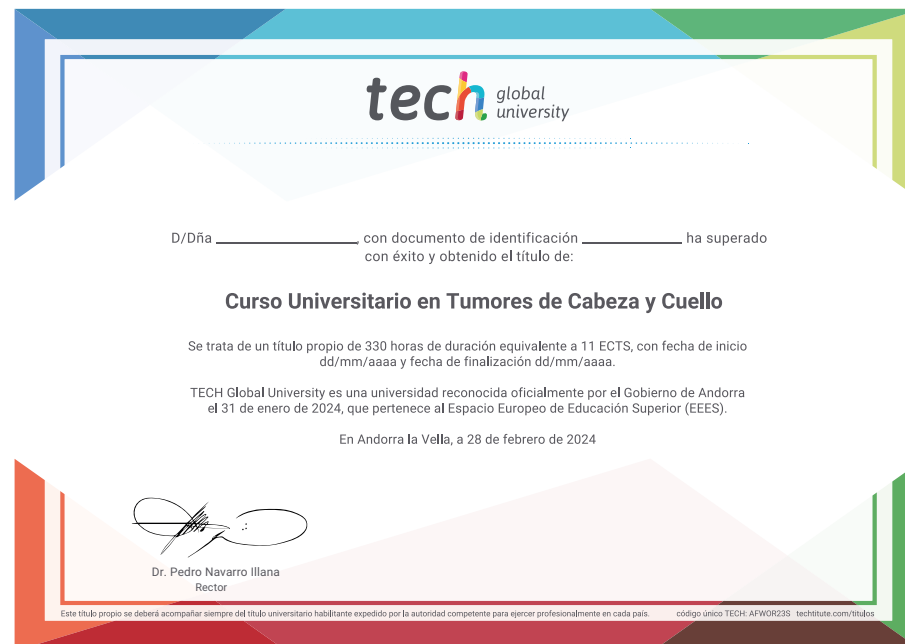 tech global university
D/Dña ____________________, con documento de identificación ______________ ha superado
con éxito y obtenido el título de:
Curso Universitario en Tumores de Cabeza y Cuello
Se trata de un título propio de 330 horas de duración equivalente a 11 ECTS, con fecha de inicio
dd/mm/aaaa y fecha de finalización dd/mm/aaaa.
TECH Global University es una universidad reconocida oficialmente por el Gobierno de Andorra
el 31 de enero de 2024, que pertenece al Espacio Europeo de Educación Superior (EEES).
En Andorra la Vella, a 28 de febrero de 2024
Dr. Pedro Navarro Illana
Rector
Este título propio se deberá acompañar siempre del título universitario habilitante expedido por la autoridad competente para ejercer profesionalmente en cada país. código único TECH: AFWOR23S techtitute.com/titulos